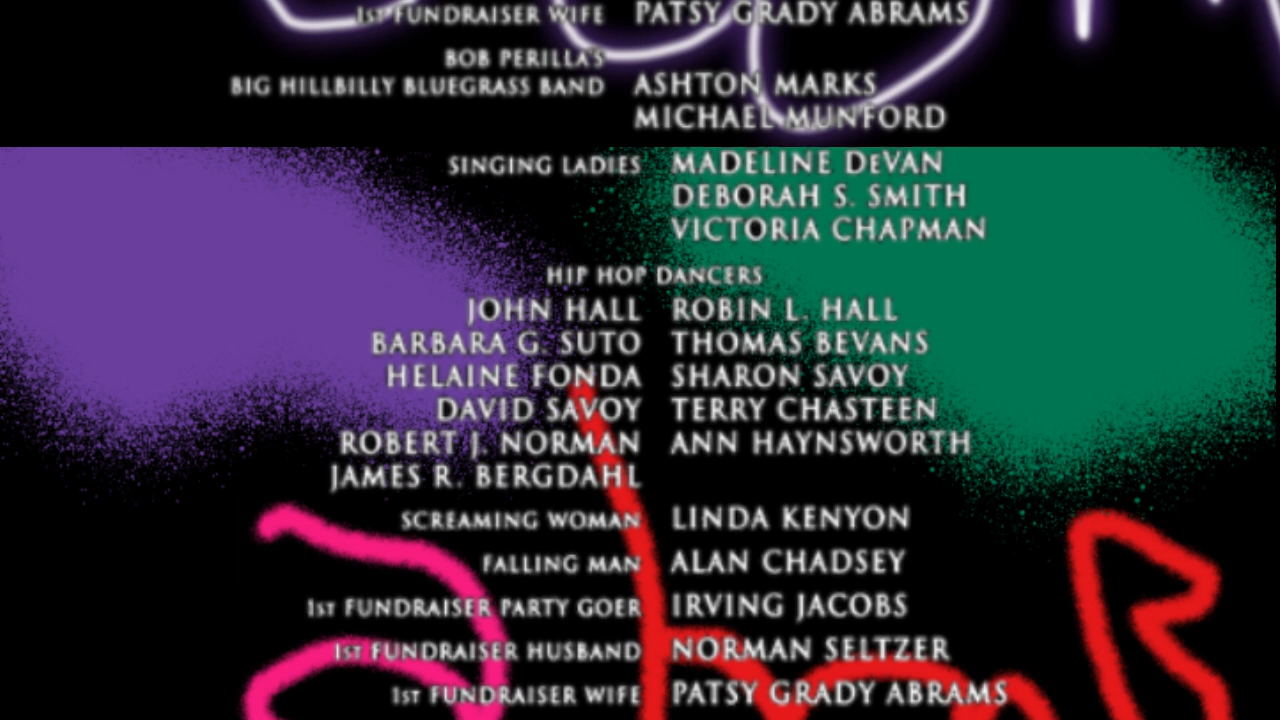 1ST FUNDRAISER WIFE PATSY GRADY ABRAMS
BOB PERILLA'S
BIG HILLBILLY BLUEGRASS BAND ASHTON MARKS
MICHAEL MUNFORD
SINGING LADIES MADELINE DeVAN
DEBORAH S. SMITH
VICTORIA CHAPMAN
HIP HOP DANCERS
JOHN HALL ROBIN L. HALL
BARBARA G. SUTO THOMAS BEVANS
HELAINE FONDA SHARON SAVOY
DAVID SAVOY TERRY CHASTEEN
ROBERT J. NORMAN ANN HAYNSWORTH
JAMES R. BERGDAHL
SCREAMING WOMAN LINDA KENYON
FALLING MAN ALAN CHADSEY
1ST FUNDRAISER PARTY GOER IRVING JACOBS
1ST FUNDRAISER HUSBAND NORMAN SELTZER
1ST FUNDRAISER WIFE PATSY GRADY ABRAMS